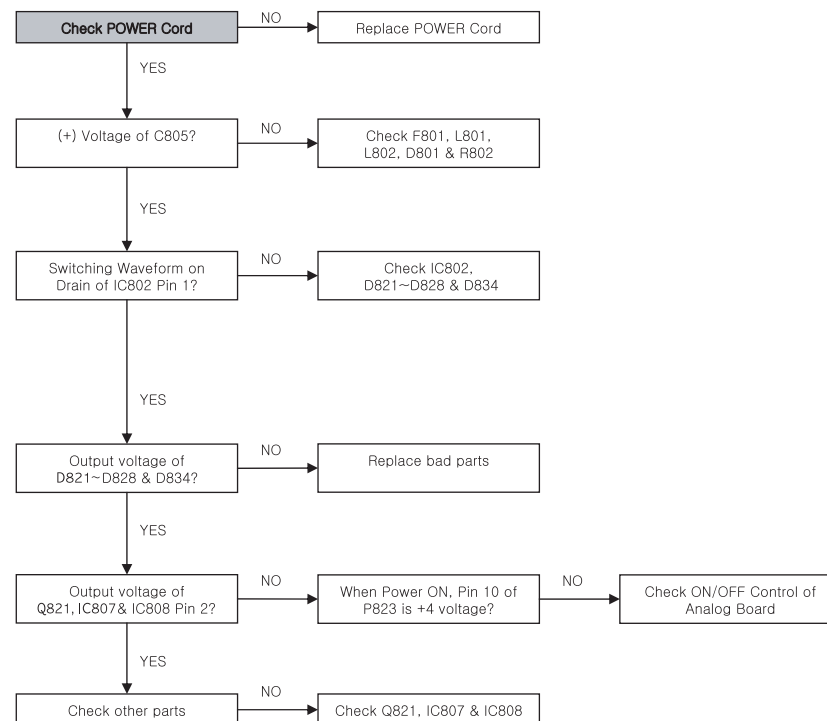 Check POWER Cord
NO
Replace POWER Cord
YES
(+) Voltage of C805?
NO
Check F801, L801,
L802, D801 & R802
YES
Switching Waveform on
Drain of IC802 Pin 1?
NO
Check IC802,
D821~D828 & D834
YES
Output voltage of
D821~D828 & D834?
NO
Replace bad parts
YES
Output voltage of
Q821, IC807 & IC808 Pin 2?
NO
When Power ON, Pin 10 of
P823 is +4 voltage?
NO
Check ON/OFF Control of
Analog Board
YES
Check other parts
NO
Check Q821, IC807 & IC808